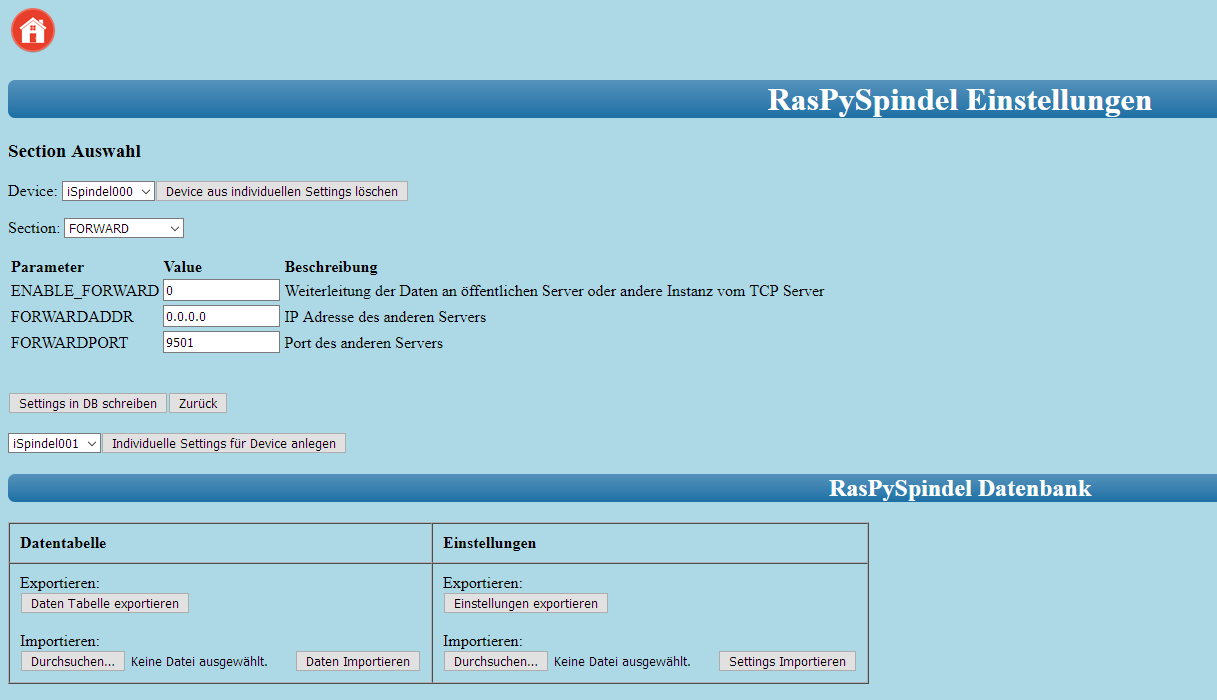 RasPySpindel Einstellungen
Section Auswahl
Device: iSpindel000 Device aus individuellen Settings löschen
Section: FORWARD
Parameter Value Beschreibung
ENABLE_FORWARD 0 Weiterleitung der Daten an öffentlichen Server oder andere Instanz vom TCP Server
FORWARDADDR 0.0.0.0 IP Adresse des anderen Servers
FORWARDPORT 9501 Port des anderen Servers
Settings in DB schreiben Zurück
iSpindel001 Individuelle Settings für Device anlegen
RasPySpindel Datenbank
Datentabelle Einstellungen
Exportieren: Exportieren:
Daten Tabelle exportieren Einstellungen exportieren
Importieren: Importieren:
Durchsuchen... Keine Datei ausgewählt. Daten Importieren Durchsuchen... Keine Datei ausgewählt. Settings Importieren